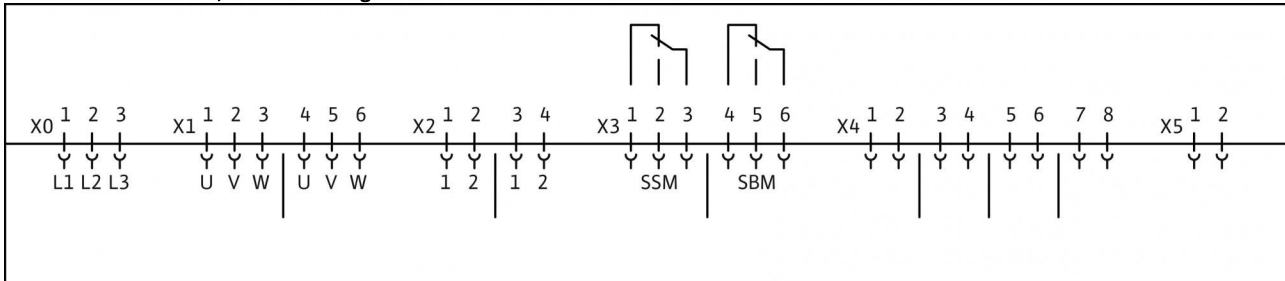 1 2 3 1 2 3 4 5 6 1 2 3 4 1 2 3 4 5 6 1 2 3 4 5 6 7 8 1 2
X0 X1 X2 X3 X4 X5
L1 L2 L3 U V W U V W 1 2 1 2 SSM SBM